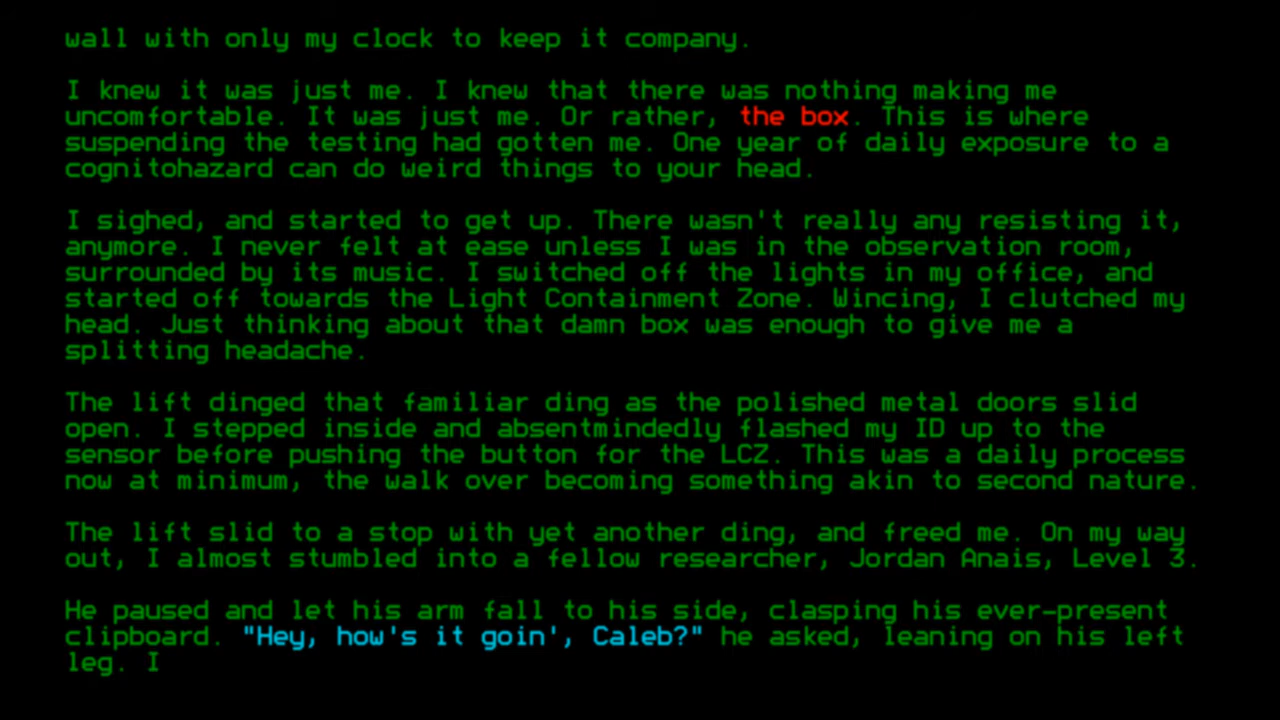 wall with only my clock to keep it company.
I knew it was just me. I knew that there was nothing making me
uncomfortable. It was just me. Or rather, the box. This is where
suspending the testing had gotten me. One year of daily exposure to a
cognitohazard can do weird things to your head.
I sighed, and started to get up. There wasn't really any resisting it,
anymore. I never felt at ease unless I was in the observation room,
surrounded by its music. I switched off the lights in my office, and
started off towards the Light Containment Zone. Wincing, I clutched my
head. Just thinking about that damn box was enough to give me a
splitting headache.
The lift dinged that familiar ding as the polished metal doors slid
open. I stepped inside and absentmindedly flashed my ID up to the
sensor before pushing the button for the LCZ. This was a daily process
now at minimum, the walk over becoming something akin to second nature.
The lift slid to a stop with yet another ding, and freed me. On my way
out, I almost stumbled into a fellow researcher, Jordan Anais, Level 3.
He paused and let his arm fall to his side, clasping his ever-present
clipboard. "Hey, how's it goin', Caleb?" he asked, leaning on his left
leg. I